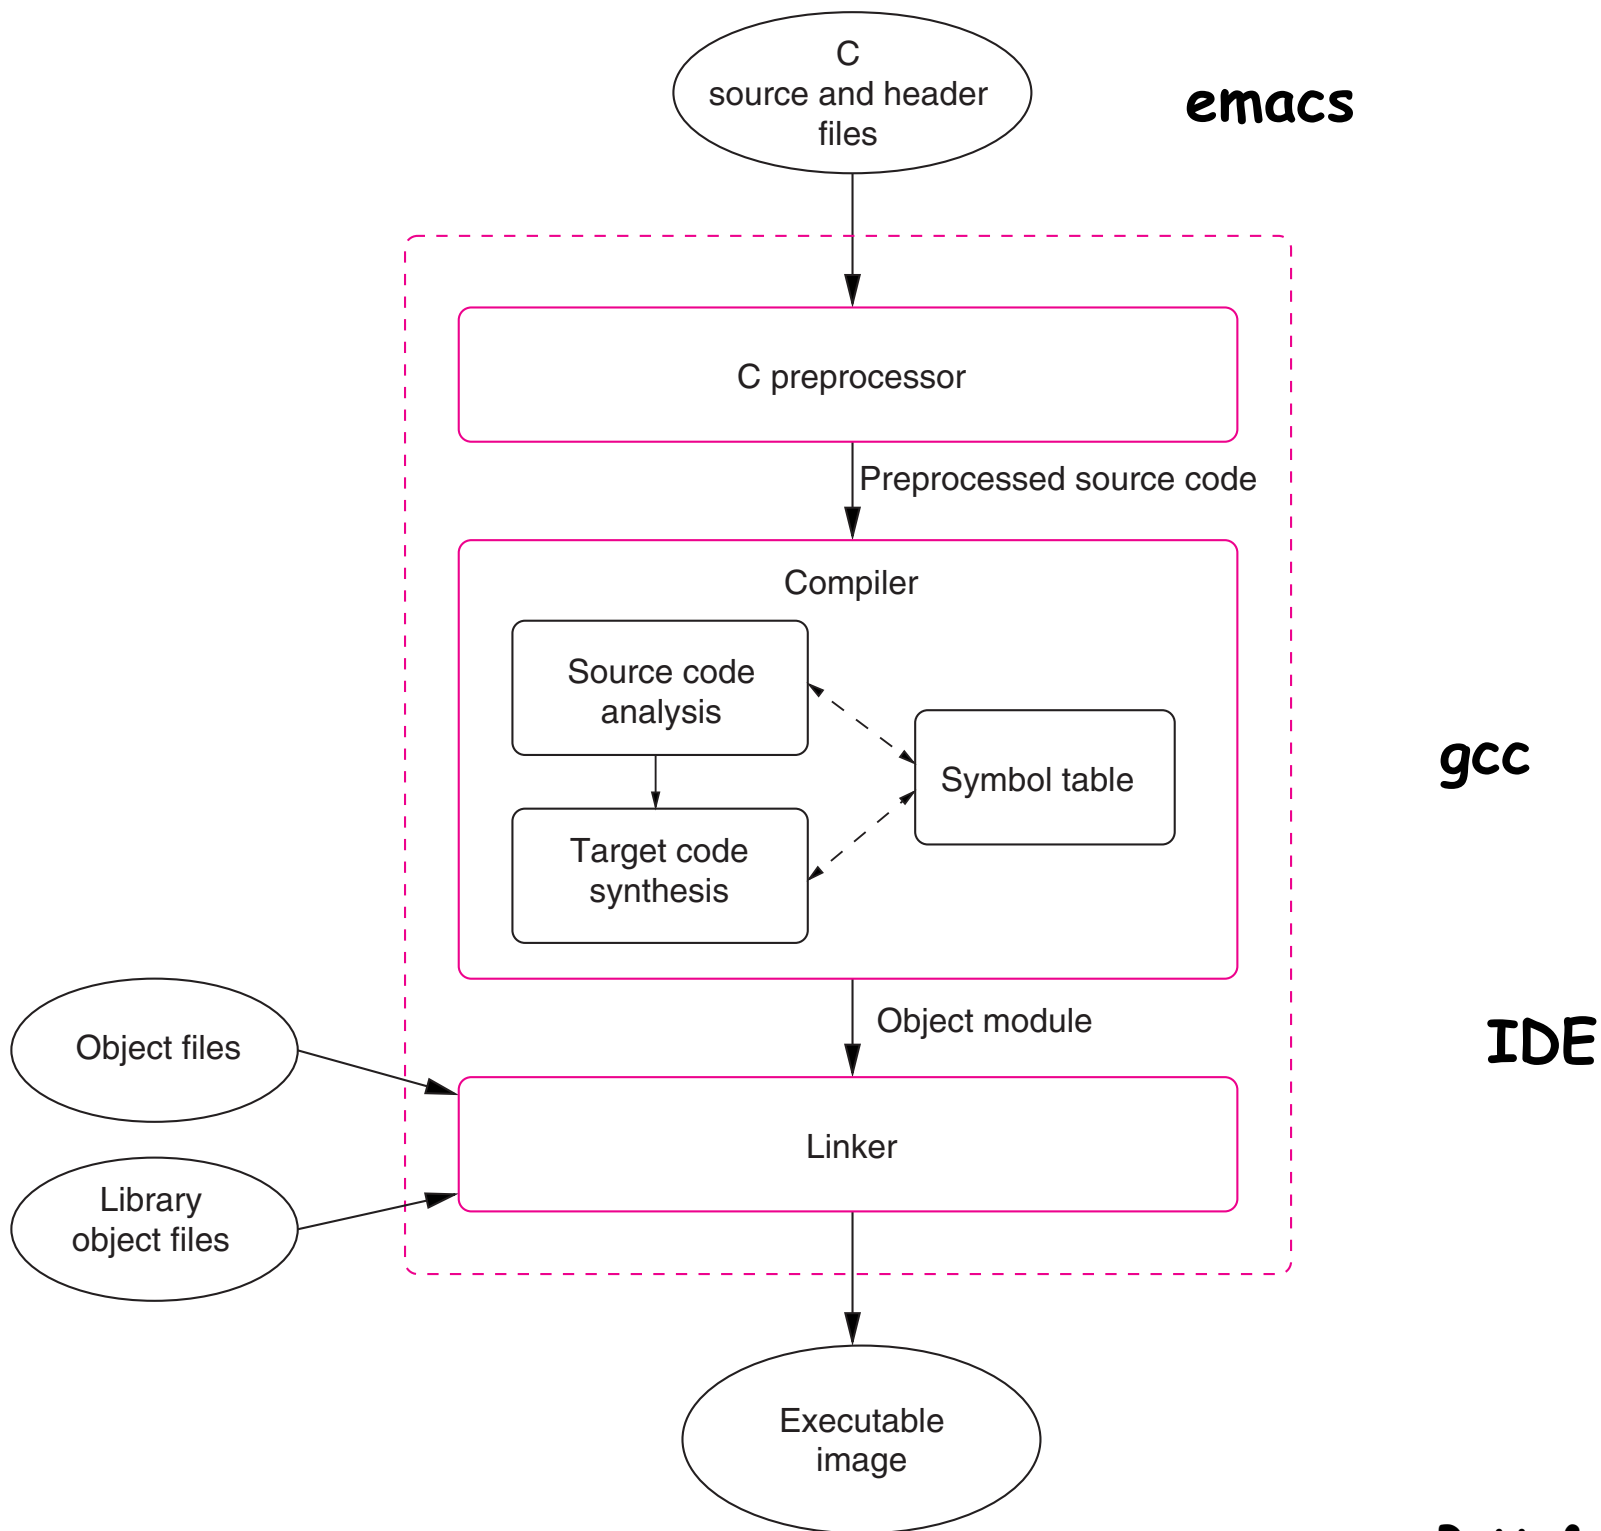 C
source and header
files
emacs
C preprocessor
Preprocessed source code
Compiler
Source code
analysis
Symbol table
gcc
Target code
synthesis
Object module
IDE
Object files
Linker
Library
object files
Executable
image